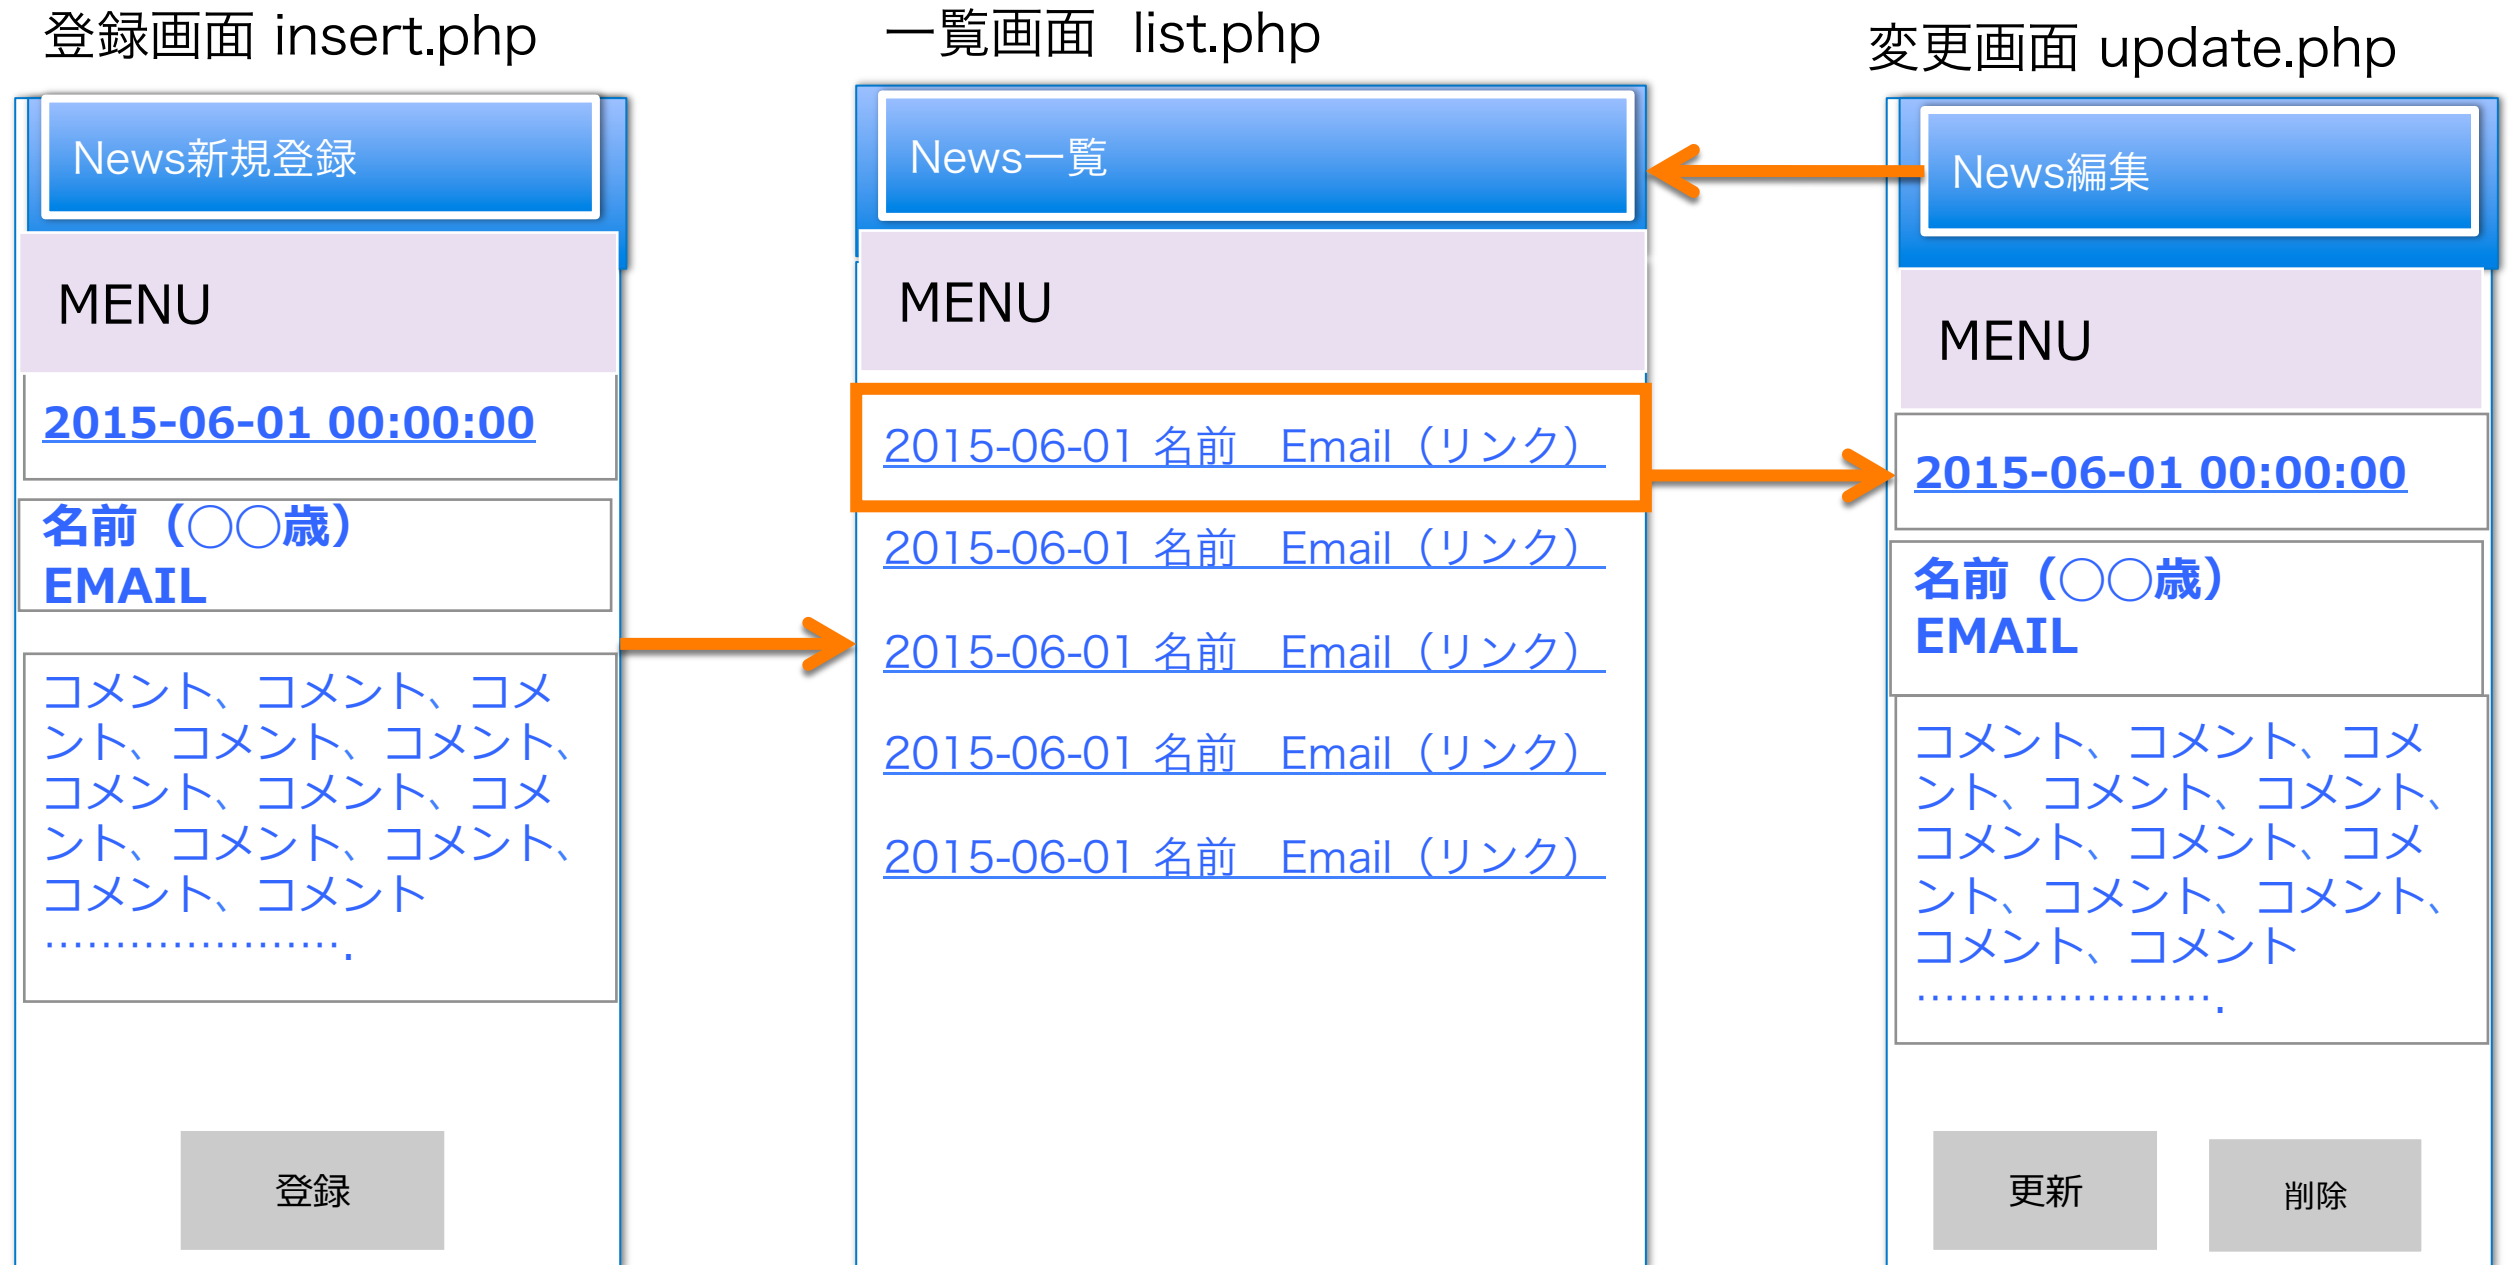 登録画面 insert.php
News新規登録
MENU
2015-06-01 00:00:00
名前（◯◯歳）
EMAIL
コメント、コメント、コメ
ント、コメント、コメント、
コメント、コメント、コメ
ント、コメント、コメント、
コメント、コメント
…………………．
登録
一覧画面 list.php
News一覧
MENU
2015-06-01 名前　Email（リンク）
2015-06-01 名前　Email（リンク）
2015-06-01 名前　Email（リンク）
2015-06-01 名前　Email（リンク）
2015-06-01 名前　Email（リンク）
変更画面 update.php
News編集
MENU
2015-06-01 00:00:00
名前（◯◯歳）
EMAIL
コメント、コメント、コメ
ント、コメント、コメント、
コメント、コメント、コメ
ント、コメント、コメント、
コメント、コメント
…………………．
更新
削除